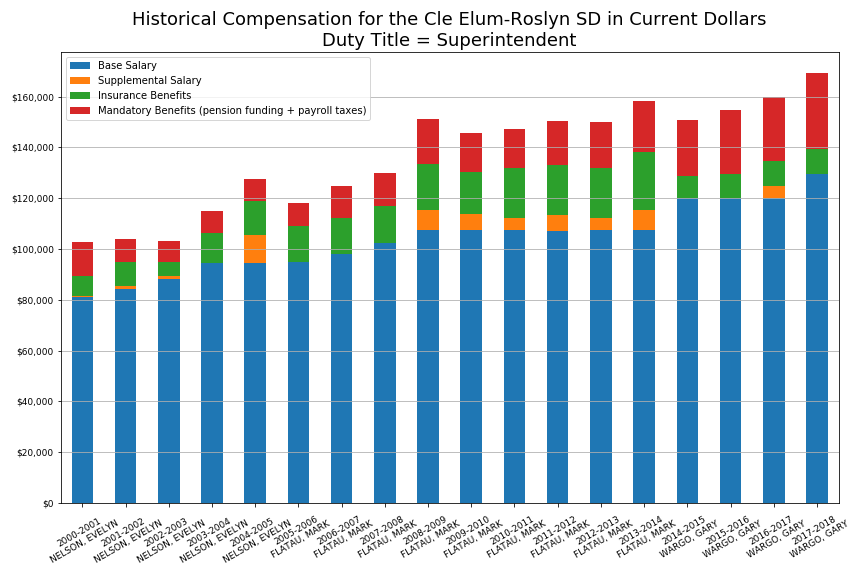 Historical Compensation for the Cle Elum-Roslyn SD in Current Dollars
Duty Title = Superintendent
Base Salary
Supplemental Salary
Insurance Benefits
Mandatory Benefits (pension funding + payroll taxes)
$160,000
$140,000
$120,000
$100,000
$80,000
$60,000
$40,000
$20,000
$0
2000-2001
NELSON, EVELYN
2001-2002
NELSON, EVELYN
2002-2003
NELSON, EVELYN
2003-2004
NELSON, EVELYN
2004-2005
NELSON, EVELYN
2005-2006
FLATAU, MARK
2006-2007
FLATAU, MARK
2007-2008
FLATAU, MARK
2008-2009
FLATAU, MARK
2009-2010
FLATAU, MARK
2010-2011
FLATAU, MARK
2011-2012
FLATAU, MARK
2012-2013
FLATAU, MARK
2013-2014
FLATAU, MARK
2014-2015
WARGO, GARY
2015-2016
WARGO, GARY
2016-2017
WARGO, GARY
2017-2018
WARGO, GARY